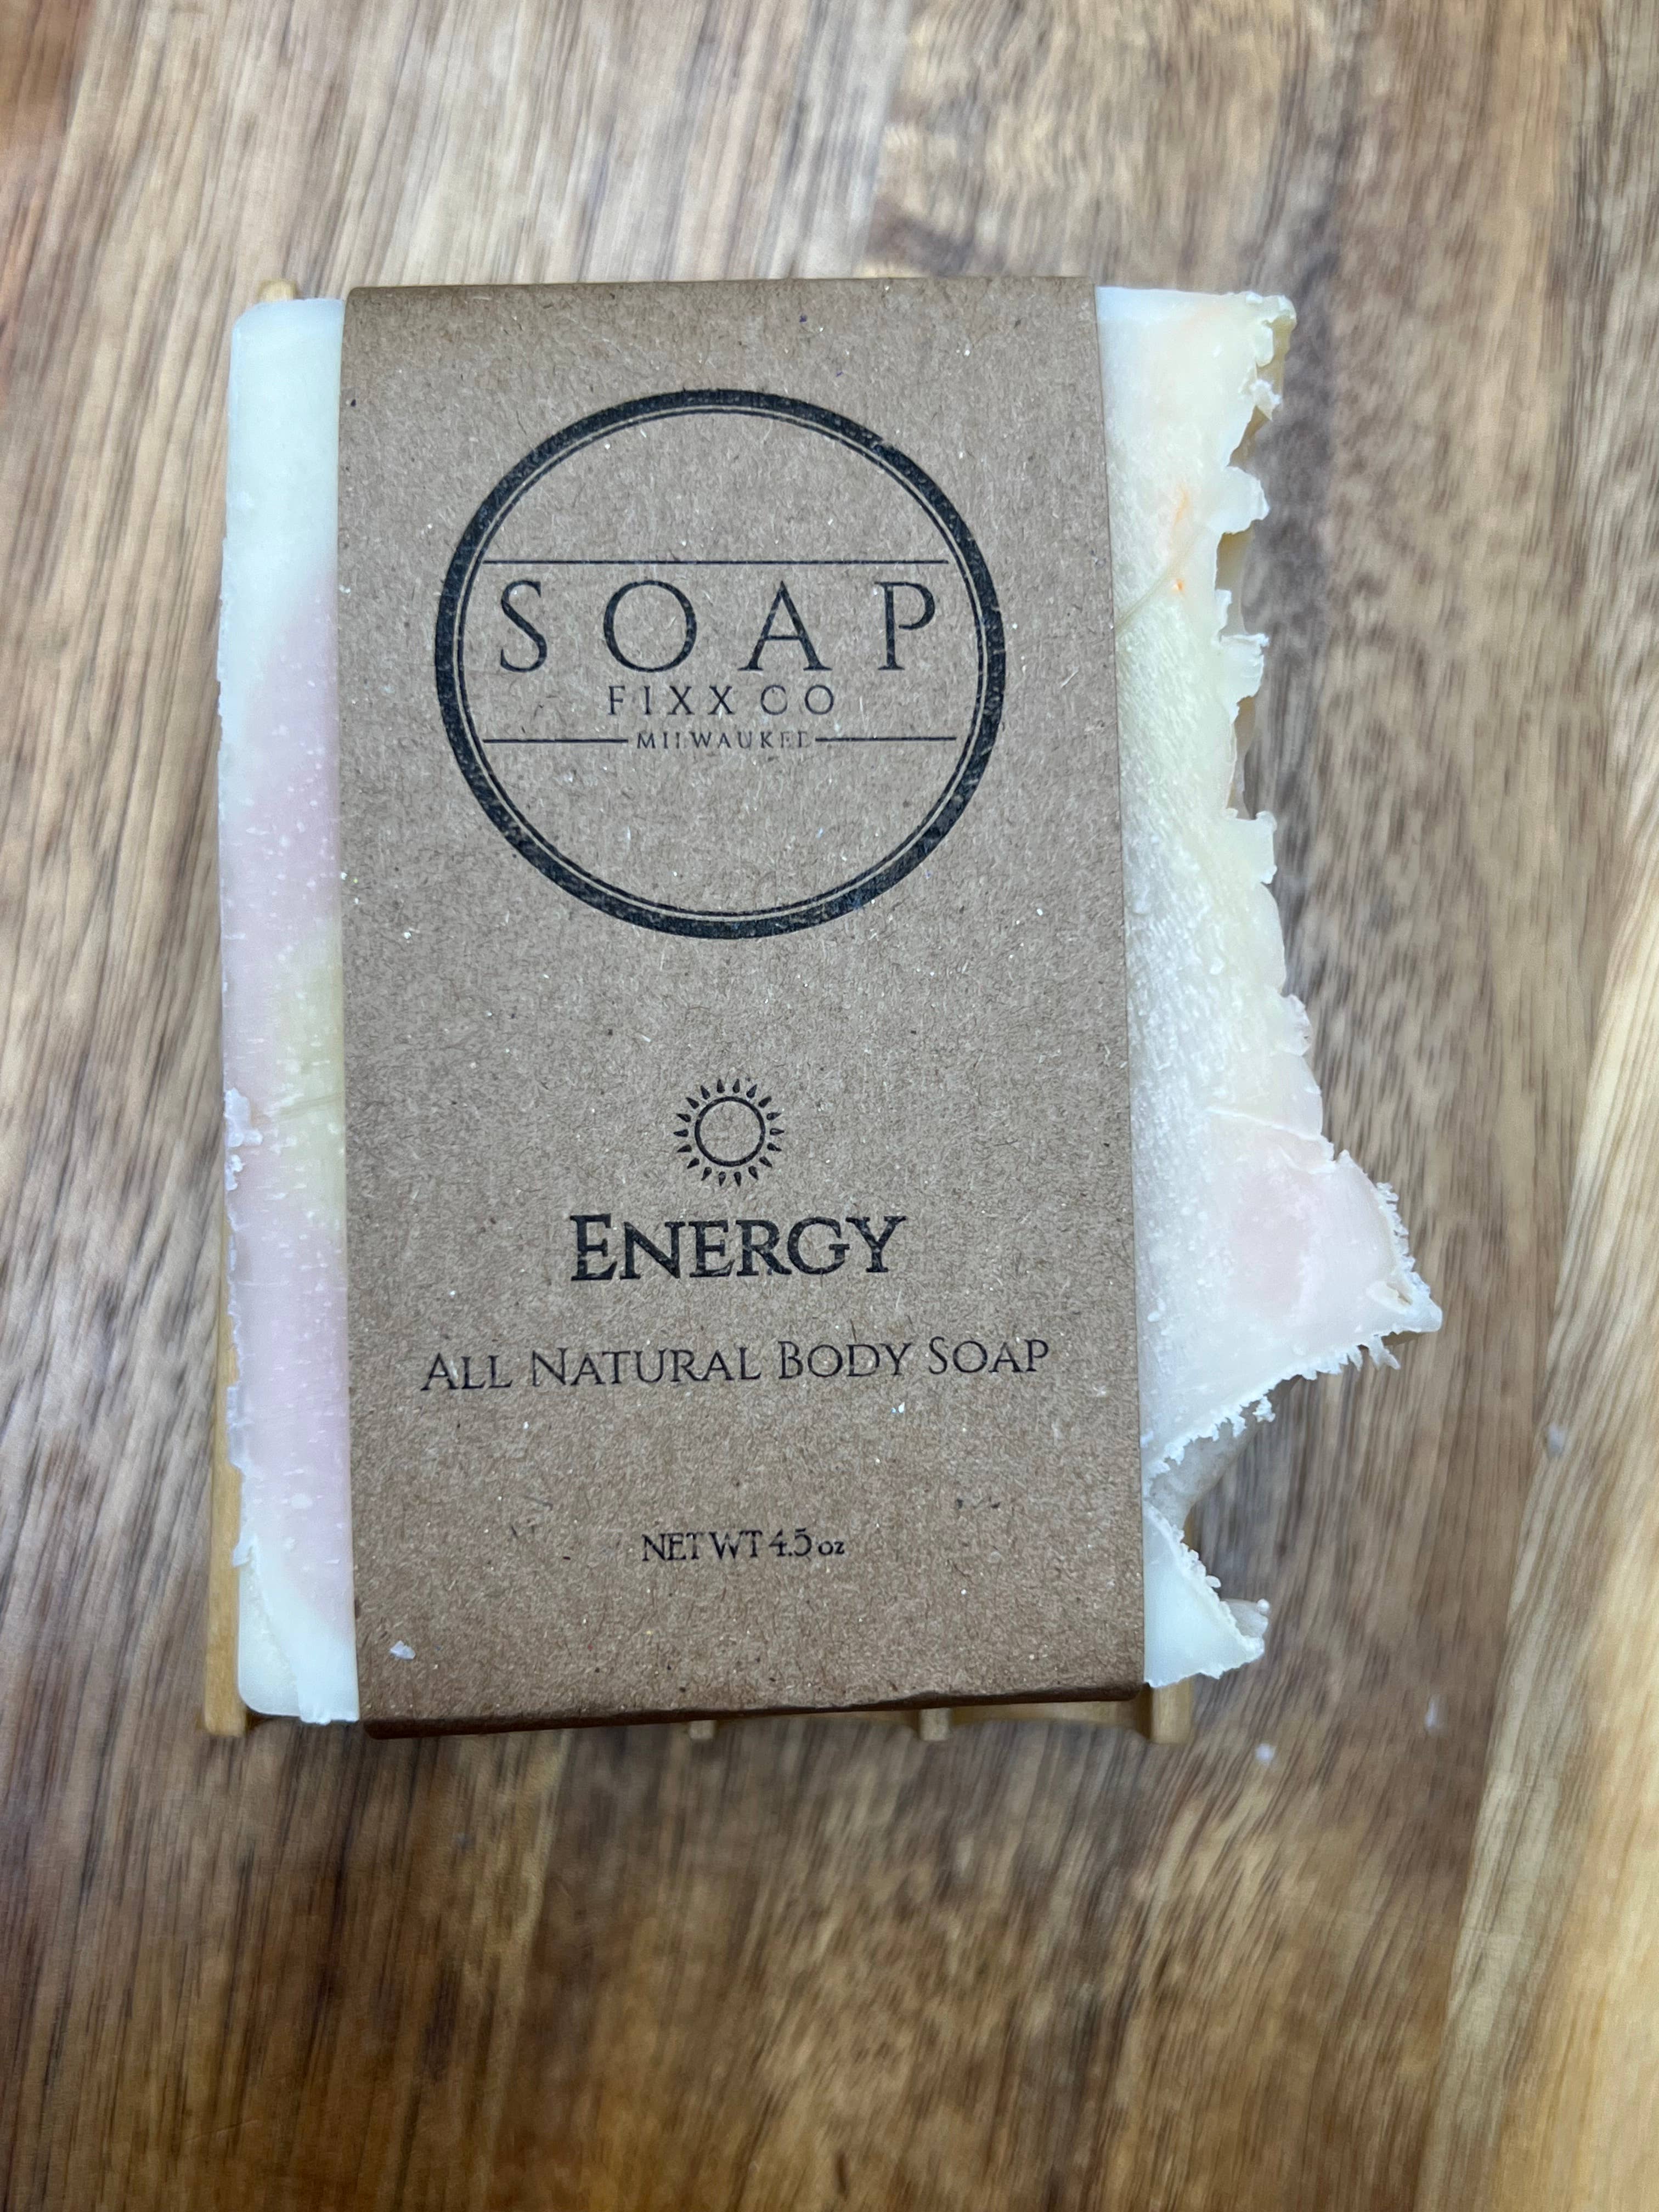 SOAP
FIXX CO
MILWAUKEE
ENERGY
ALL NATURAL BODY SOAP
NET WT 4.5 oz